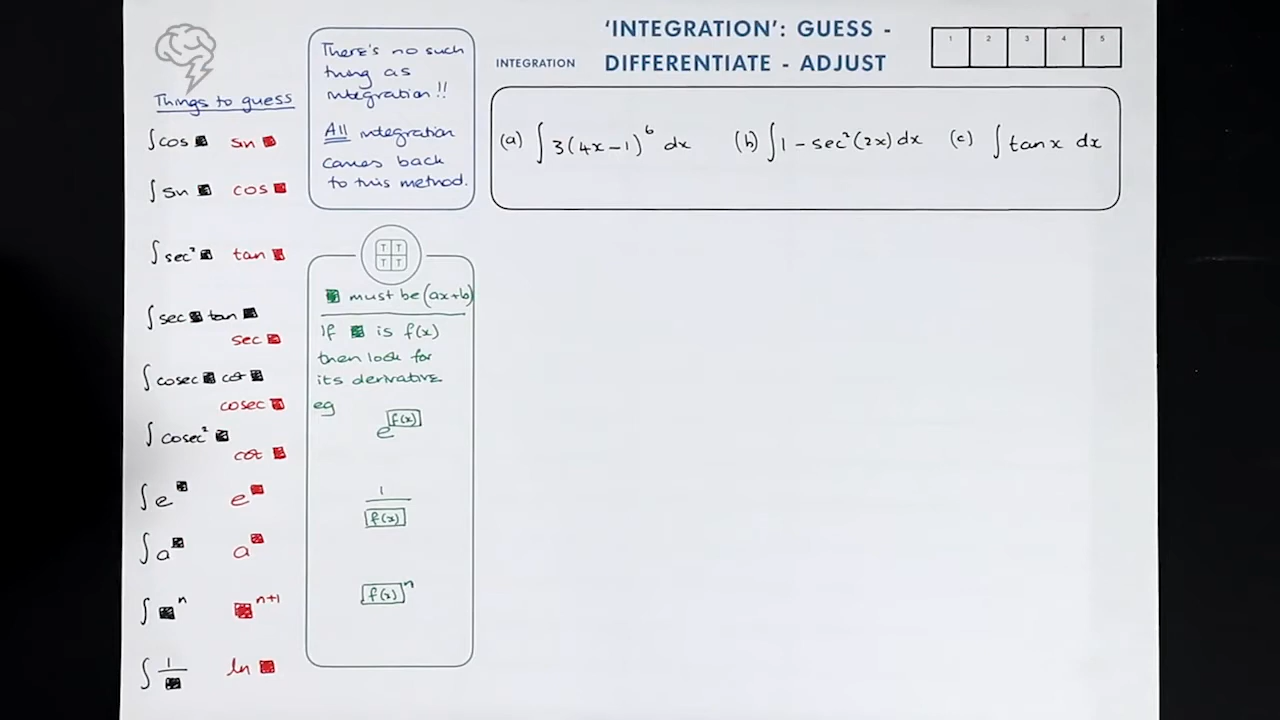 'INTEGRATION': GUESS -
INTEGRATION DIFFERENTIATE - ADJUST
1 2 3 4 5
Things to guess
∫cos■ sin■
∫sin■ cos■
∫sec²■ tan■
∫sec■tan■
sec■
∫cosec■cot■
cosec■
∫cosec²■
cot■
∫e^■ e^■
∫a^■ a^■
∫■^n ■^(n+1)
∫1/■ ln■
There's no such
thing as
integration!!
All integration
comes back
to this method.
T T
T T
■ must be (ax+b)
If ■ is f(x)
then look for
its derivative
eg
e^f(x)
1/f(x)
f(x)^n
(a) ∫3(4x-1)^6 dx (b) ∫1-sec²(2x)dx (c) ∫tanx dx